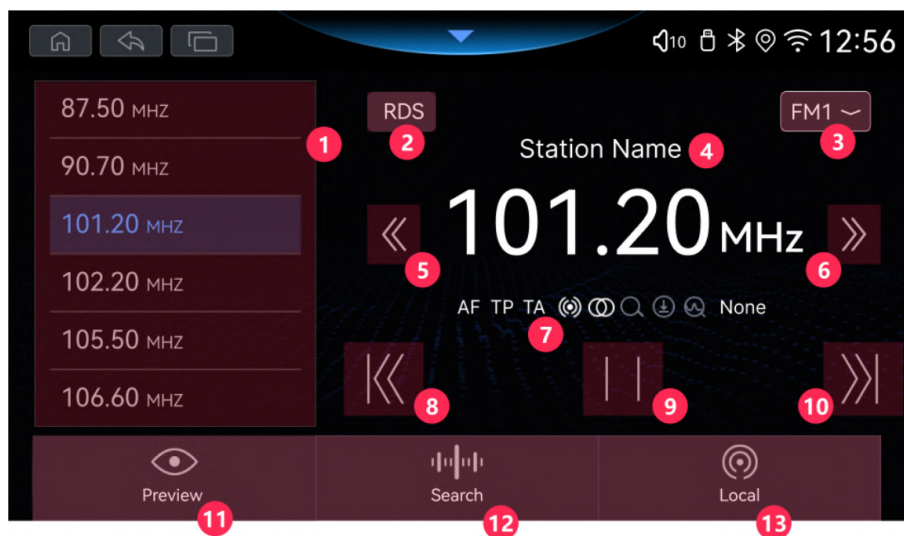 10 12:56
87.50 MHZ
1
RDS
2
FM1
3
90.70 MHZ
Station Name
4
101.20 MHZ
101.20 MHz
5
6
102.20 MHZ
AF TP TA None
7
105.50 MHZ
106.60 MHZ
8
9
10
Preview
11
Search
12
Local
13